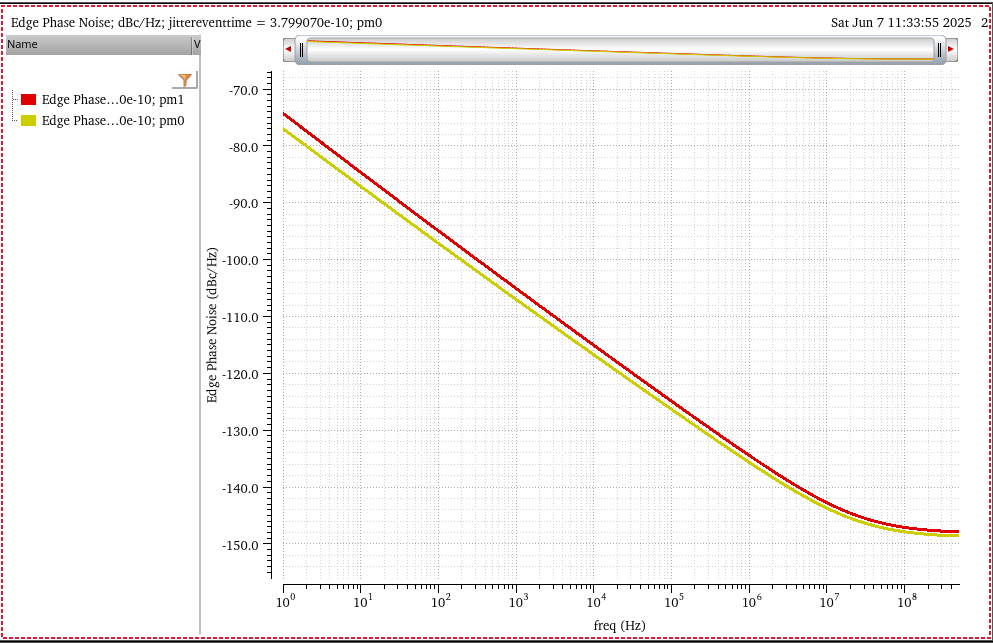 Edge Phase Noise; dBc/Hz; jittereventtime = 3.799070e-10; pm0
Sat Jun 7 11:33:55 2025 2
Name V
Edge Phase...0e-10; pm1
Edge Phase...0e-10; pm0
Edge Phase Noise (dBc/Hz)
-70.0
-80.0
-90.0
-100.0
-110.0
-120.0
-130.0
-140.0
-150.0
10⁰ 10¹ 10² 10³ 10⁴ 10⁵ 10⁶ 10⁷ 10⁸
freq (Hz)